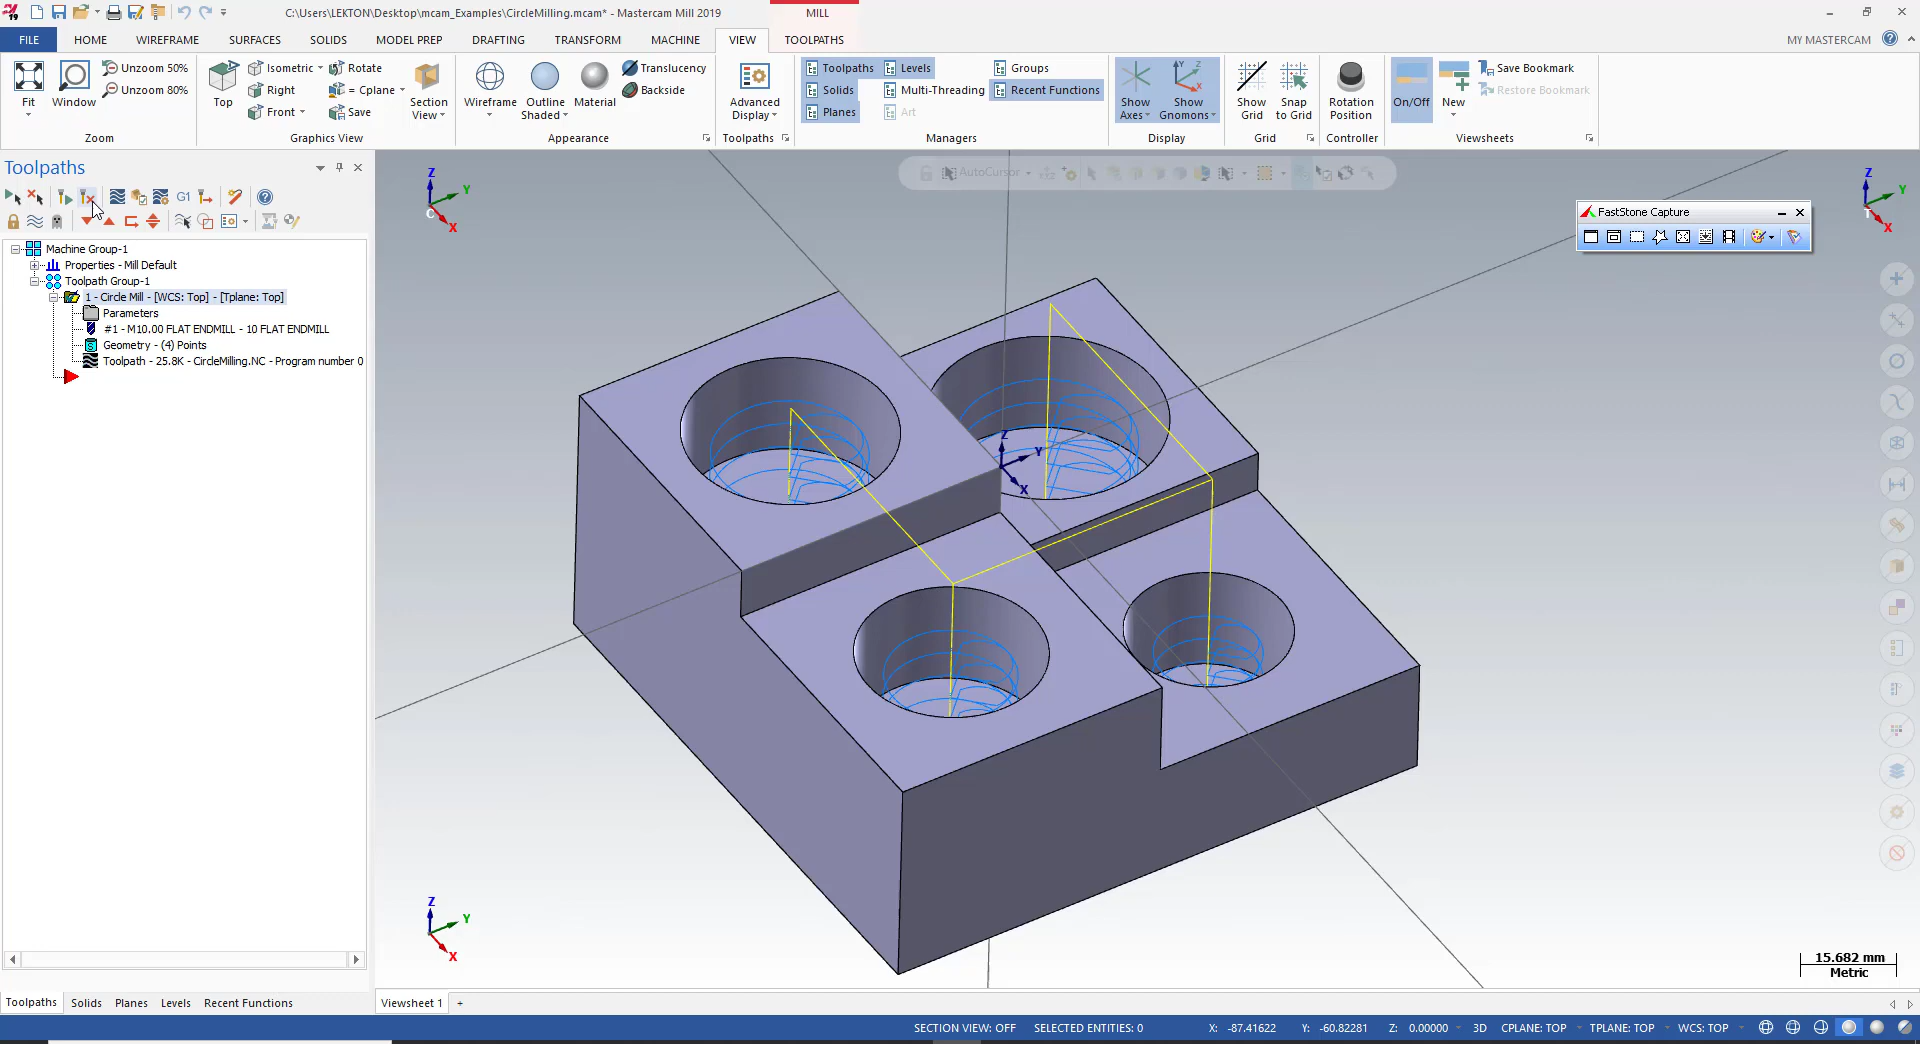 C:\Users\LEKTON\Desktop\mcam_Examples\CircleMilling.mcam* - Mastercam Mill 2019
MILL
FILE HOME WIREFRAME SURFACES SOLIDS MODEL PREP DRAFTING TRANSFORM MACHINE VIEW TOOLPATHS MY MASTERCAM
Fit
Window
Unzoom 50%
Unzoom 80%
Zoom
Top
Isometric
Right
Front
Rotate
= Cplane
Save
Section View
Graphics View
Wireframe
Outline Shaded
Material
Translucency
Backside
Appearance
Advanced Display
Toolpaths
Toolpaths
Solids
Planes
Levels
Multi-Threading
Art
Groups
Recent Functions
Managers
Show Axes
Show Gnomons
Display
Show Grid
Snap to Grid
Grid
Rotation Position
Controller
On/Off
New
Save Bookmark
Restore Bookmark
Viewsheets
Toolpaths
G1
Machine Group-1
Properties - Mill Default
Toolpath Group-1
1 - Circle Mill - [WCS: Top] - [Tplane: Top]
Parameters
#1 - M10.00 FLAT ENDMILL - 10 FLAT ENDMILL
Geometry - (4) Points
Toolpath - 25.8K - CircleMilling.NC - Program number 0
AutoCursor
Z
Y
X
C
Z
Y
X
T
FastStone Capture
Z
Y
X
Z
Y
X
15.682 mm
Metric
Toolpaths Solids Planes Levels Recent Functions
Viewsheet 1 +
SECTION VIEW: OFF SELECTED ENTITIES: 0 X: -87.41622 Y: -60.82281 Z: 0.00000 3D CPLANE: TOP TPLANE: TOP WCS: TOP